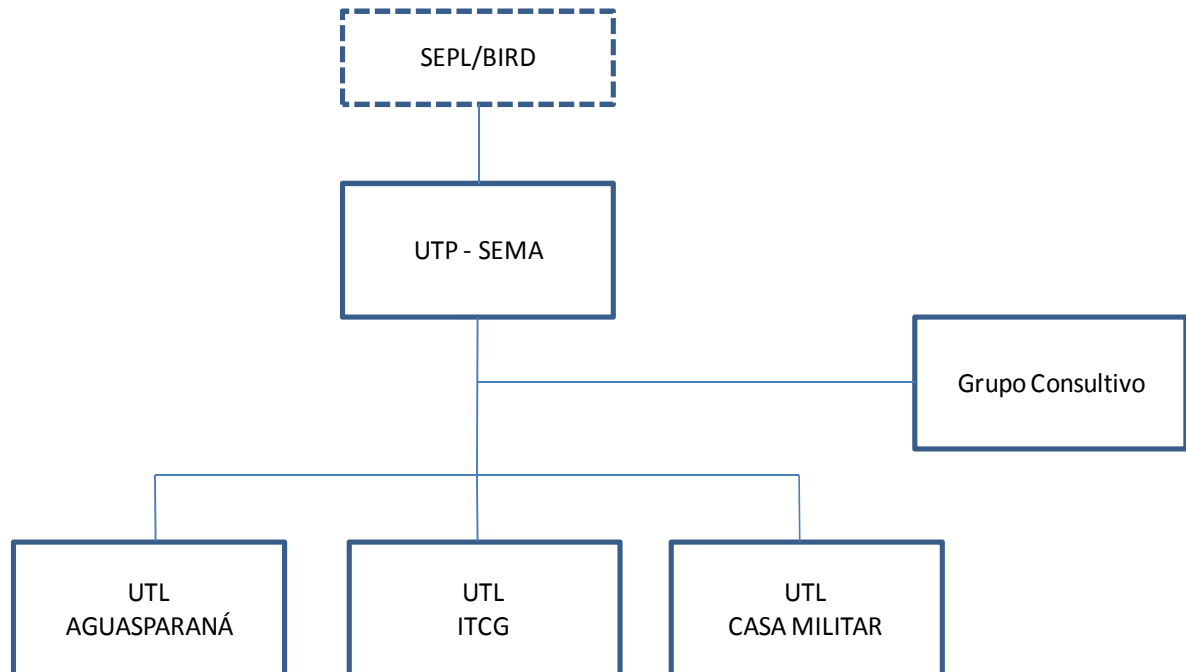 SEPL/BIRD
UTP - SEMA
Grupo Consultivo
UTL
AGUASPARANÁ
UTL
ITCG
UTL
CASA MILITAR